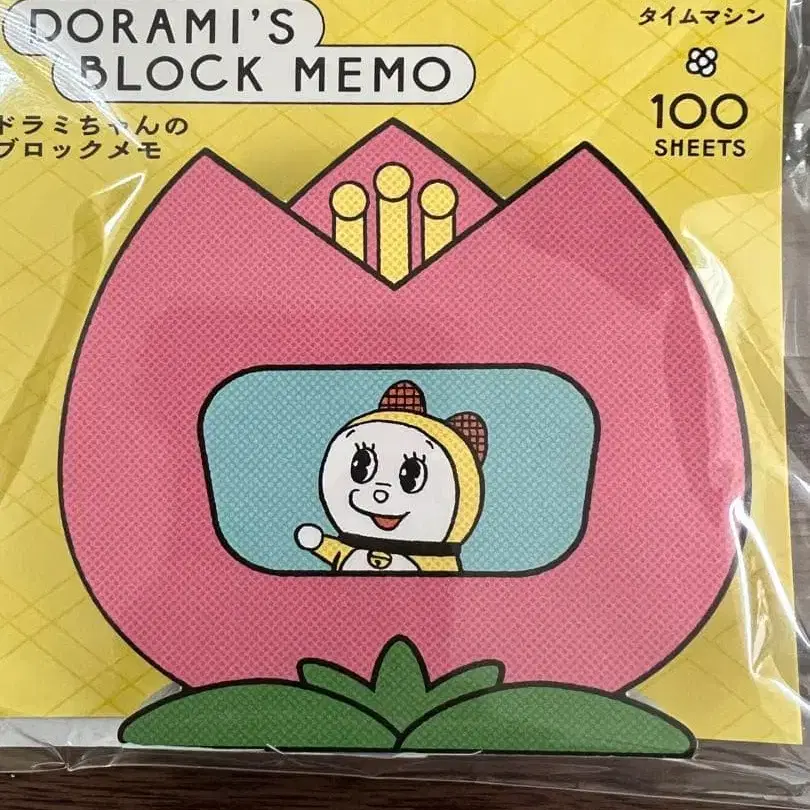 DORAMI'S
BLOCK MEMO
ドラミちゃんの
ブロックメモ
タイムマシン
100
SHEETS